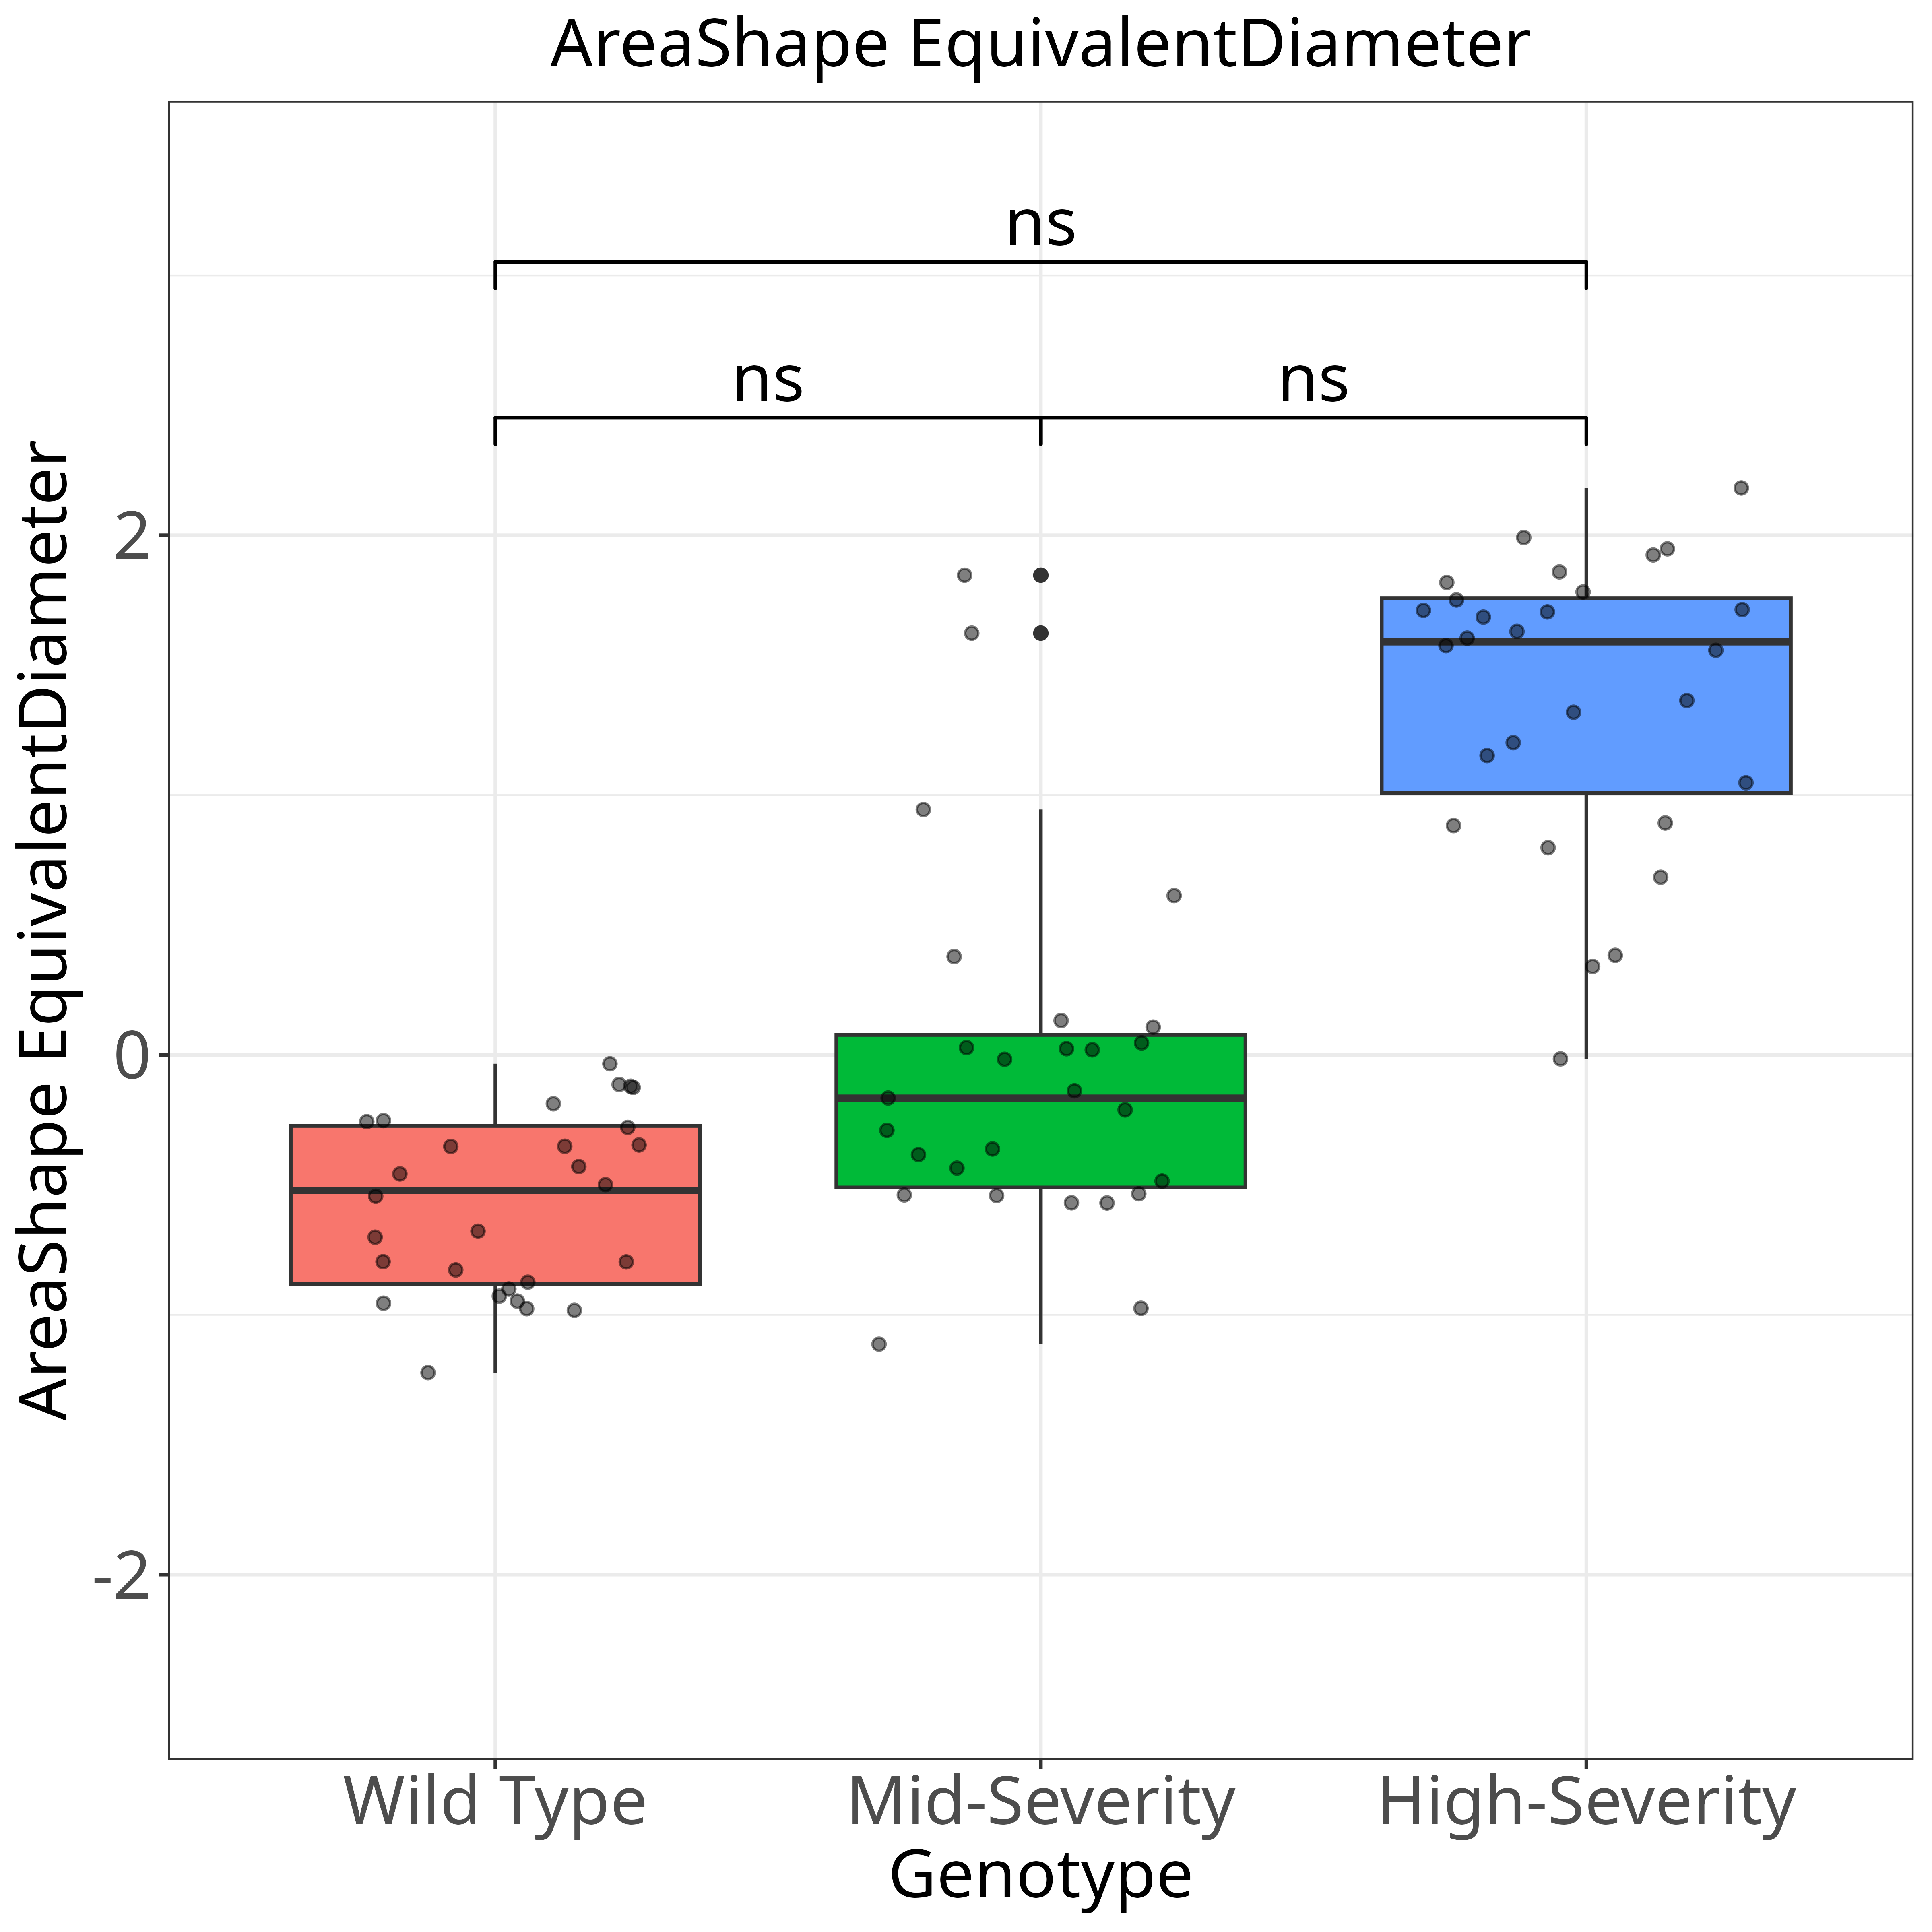 AreaShape EquivalentDiameter
ns
ns ns
AreaShape EquivalentDiameter
2
0
-2
Wild Type Mid-Severity High-Severity
Genotype